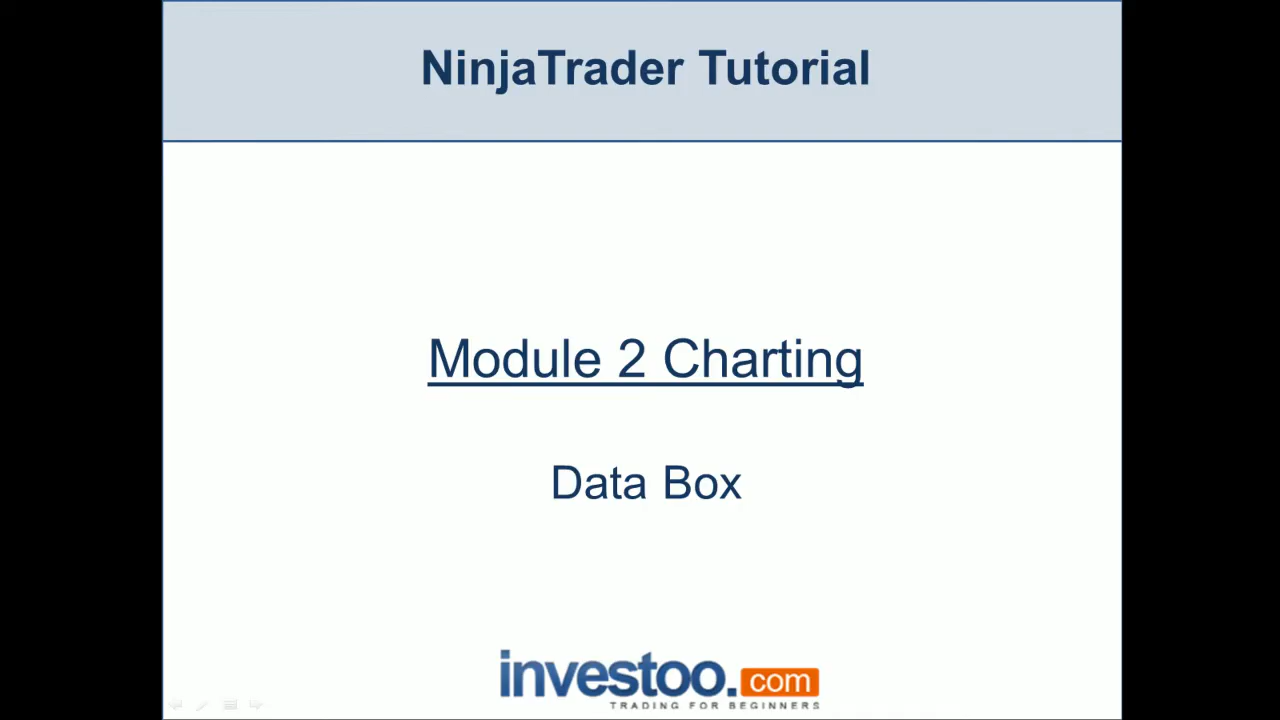 NinjaTrader Tutorial
Module 2 Charting
Data Box
investoo.com
TRADING FOR BEGINNERS